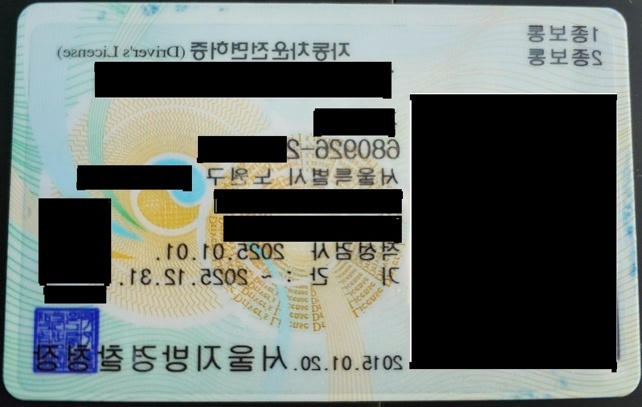 1종보통
2종보통
자동차운전면허증 (Driver's License)
680926-2
서울특별시 노원구
적성검사 2025.01.01.
기 간 : ~ 2025.12.31.
2015.01.20. 서울지방경찰청장